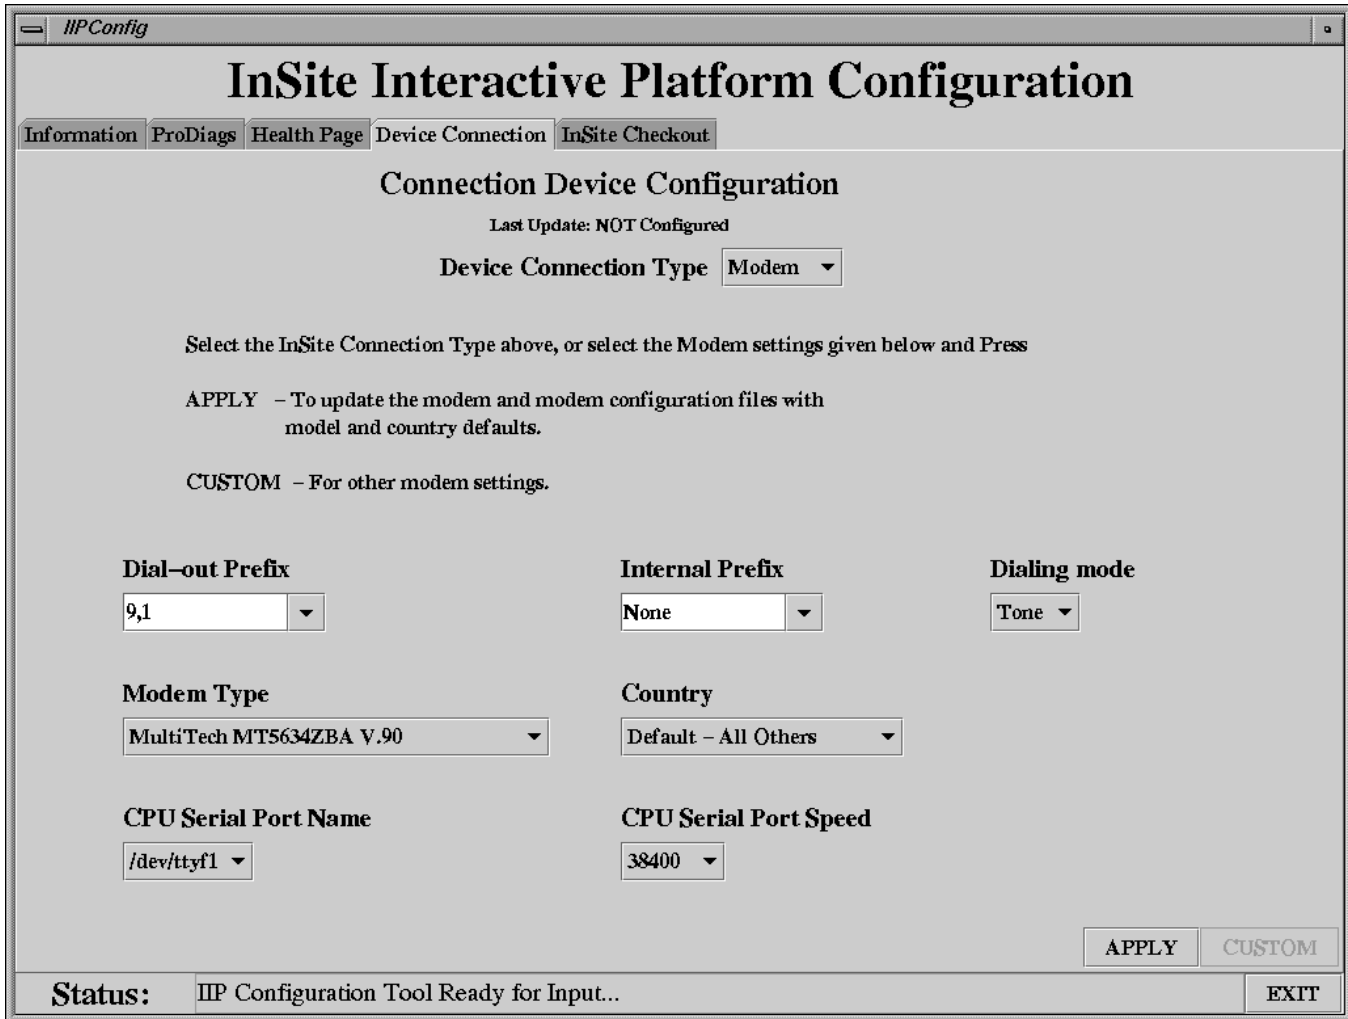 IIPConfig
InSite Interactive Platform Configuration
Information ProDiags Health Page Device Connection InSite Checkout
Connection Device Configuration
Last Update: NOT Configured
Device Connection Type Modem
Select the InSite Connection Type above, or select the Modem settings given below and Press
APPLY – To update the modem and modem configuration files with
model and country defaults.
CUSTOM – For other modem settings.
Dial–out Prefix Internal Prefix Dialing mode
9,1 None Tone
Modem Type Country
MultiTech MT5634ZBA V.90 Default – All Others
CPU Serial Port Name CPU Serial Port Speed
/dev/ttyf1 38400
APPLY CUSTOM
Status: IIP Configuration Tool Ready for Input... EXIT